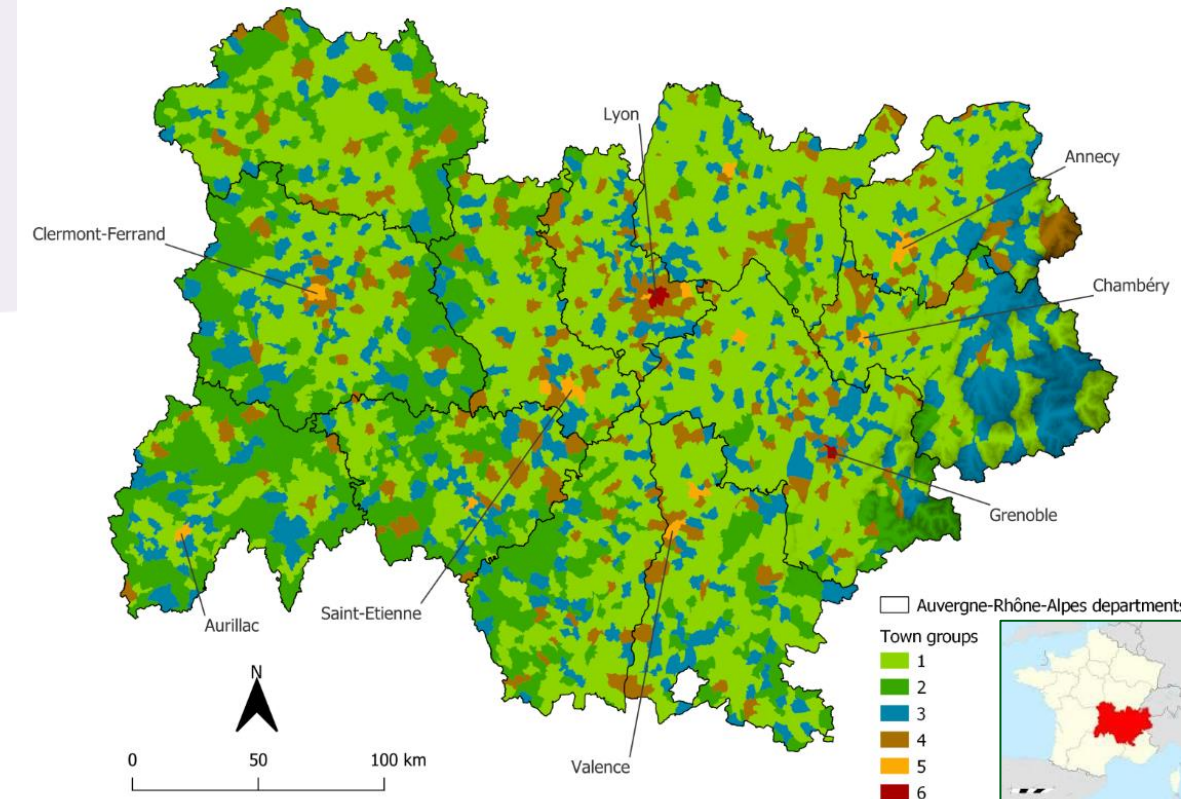 Lyon
Annecy
Clermont-Ferrand
Chambéry
Grenoble
Saint-Etienne
Aurillac
Valence
N
0 50 100 km
Auvergne-Rhône-Alpes departments
Town groups
1
2
3
4
5
6